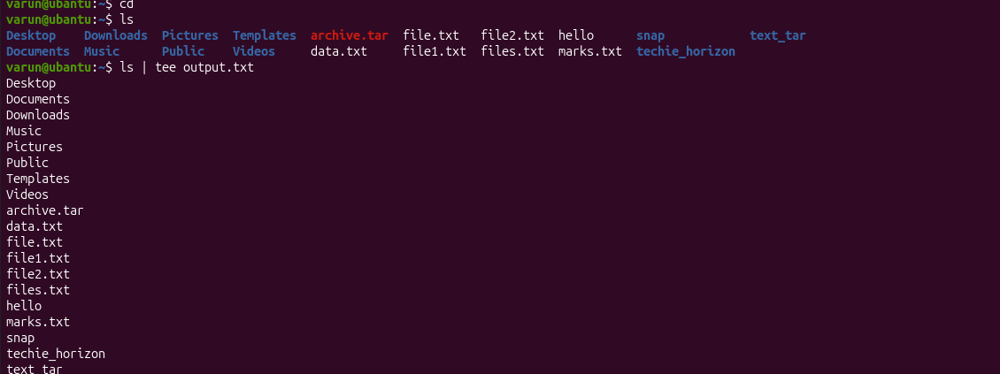 varun@ubantu:~$ cd
varun@ubantu:~$ ls
Desktop    Downloads  Pictures  Templates  archive.tar  file.txt   file2.txt  hello      snap            text_tar
Documents  Music      Public    Videos     data.txt     file1.txt  files.txt  marks.txt  techie_horizon
varun@ubantu:~$ ls | tee output.txt
Desktop
Documents
Downloads
Music
Pictures
Public
Templates
Videos
archive.tar
data.txt
file.txt
file1.txt
file2.txt
files.txt
hello
marks.txt
snap
techie_horizon
text_tar